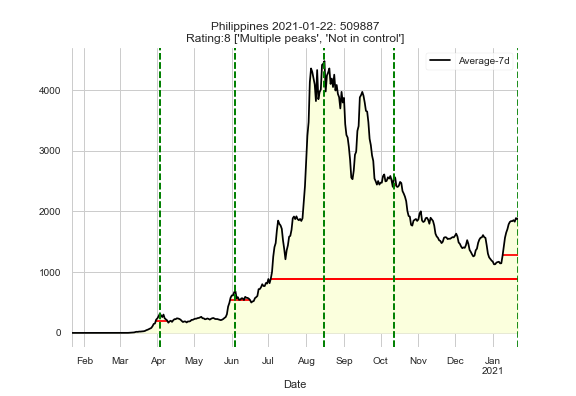 Philippines 2021-01-22: 509887
Rating:8 ['Multiple peaks', 'Not in control']
Average-7d
4000
3000
2000
1000
0
Feb Mar Apr May Jun Jul Aug Sep Oct Nov Dec Jan
2021
Date